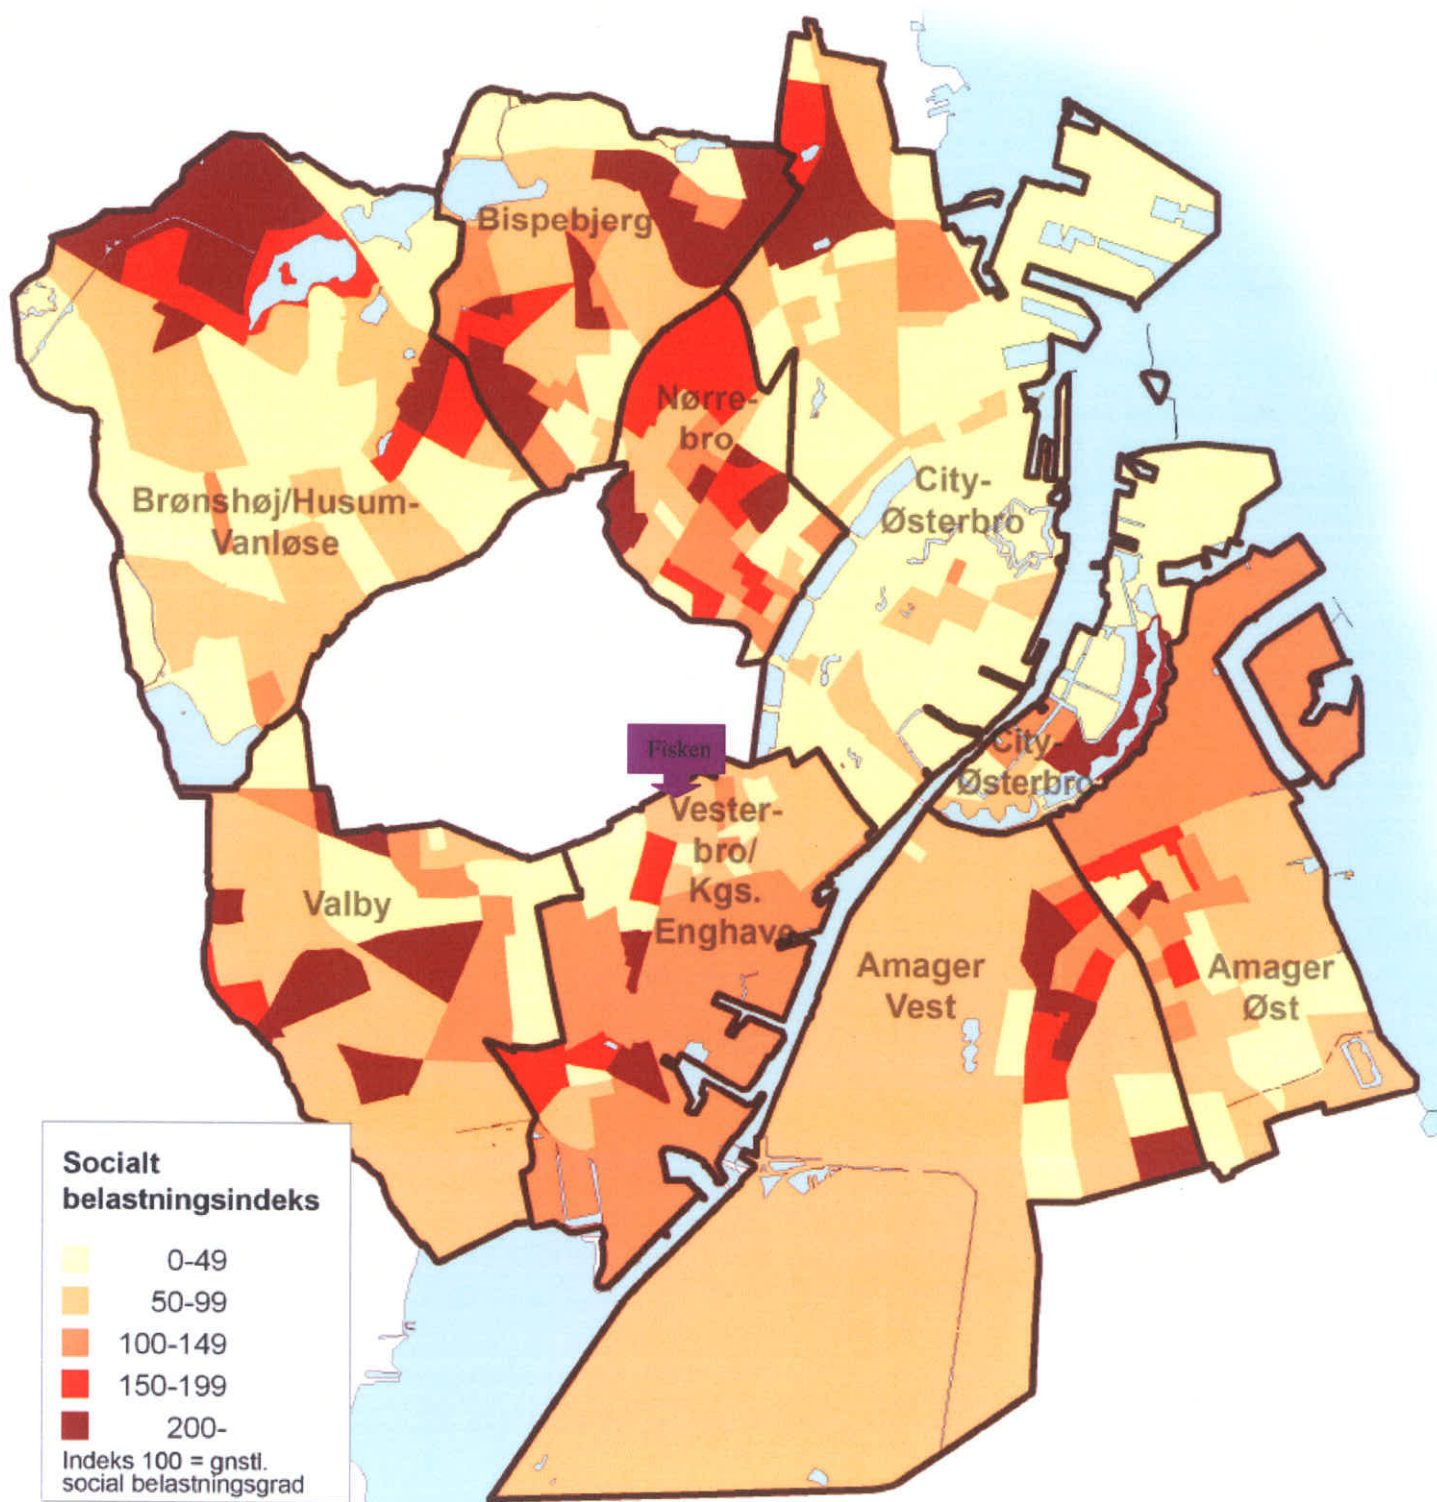 Bispebjerg
Nørre-
bro
Brønshøj/Husum-
Vanløse
City-
Østerbro
Fisken
City-
Østerbro
Vester-
bro/
Kgs.
Enghave
Valby
Amager
Vest
Amager
Øst
Socialt
belastningsindeks
0-49
50-99
100-149
150-199
200-
Indeks 100 = gnstl.
social belastningsgrad